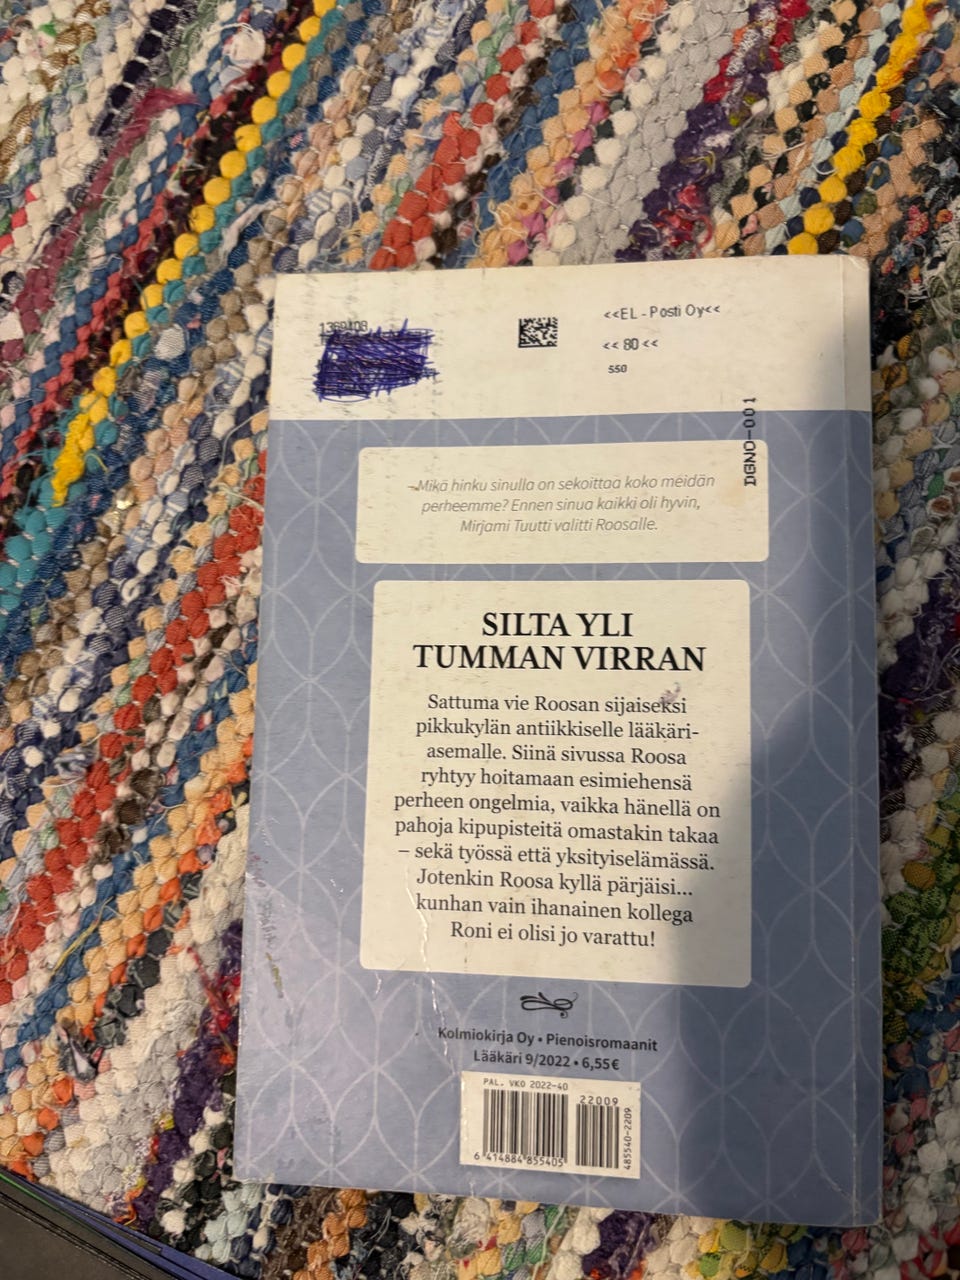 1369408
<<EL - Posti Oy<<
<< 80 <<
550
DGNO-001
–Mikä hinku sinulla on sekoittaa koko meidän
perheemme? Ennen sinua kaikki oli hyvin,
Mirjami Tuutti valitti Roosalle.
SILTA YLI
TUMMAN VIRRAN
Sattuma vie Roosan sijaiseksi
pikkukylän antiikkiselle lääkäri-
asemalle. Siinä sivussa Roosa
ryhtyy hoitamaan esimiehensä
perheen ongelmia, vaikka hänellä on
pahoja kipupisteitä omastakin takaa
– sekä työssä että yksityiselämässä.
Jotenkin Roosa kyllä pärjäisi...
kunhan vain ihanainen kollega
Roni ei olisi jo varattu!
Kolmiokirja Oy • Pienoisromaanit
Lääkäri 9/2022 • 6,55€
PAL. VKO 2022-40
22009
6 414884 855405
485540-2209